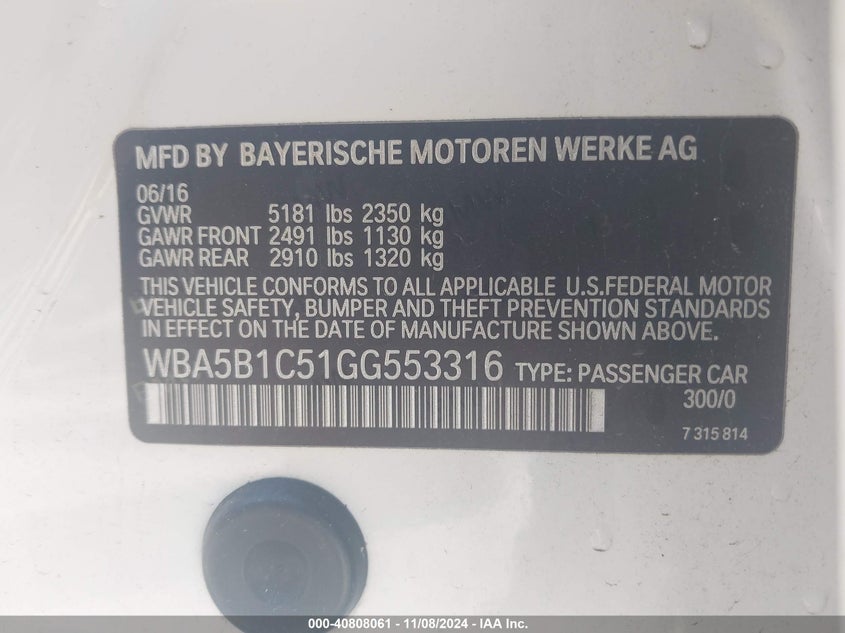 MFD BY BAYERISCHE MOTOREN WERKE AG
06/16
GVWR 5181 lbs 2350 kg
GAWR FRONT 2491 lbs 1130 kg
GAWR REAR 2910 lbs 1320 kg
THIS VEHICLE CONFORMS TO ALL APPLICABLE U.S.FEDERAL MOTOR
VEHICLE SAFETY, BUMPER AND THEFT PREVENTION STANDARDS
IN EFFECT ON THE DATE OF MANUFACTURE SHOWN ABOVE.
WBA5B1C51GG553316 TYPE: PASSENGER CAR
300/0
7 315 814
000-40808061 - 11/08/2024 - IAA Inc.